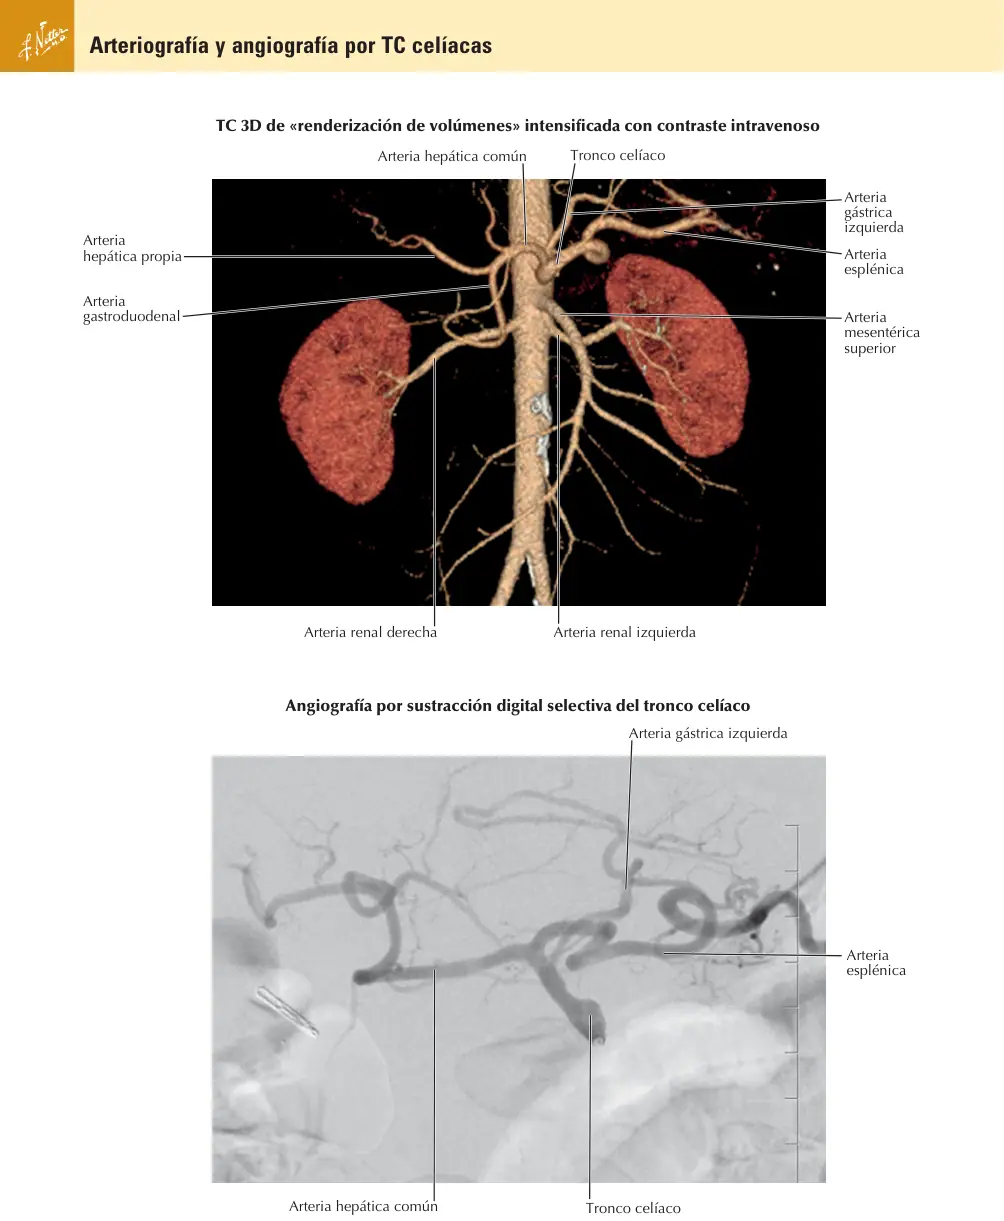 F. Netter M.D.
Arteriografía y angiografía por TC celíacas
TC 3D de «renderización de volúmenes» intensificada con contraste intravenoso
Arteria hepática común
Tronco celíaco
Arteria
gástrica
izquierda
Arteria
hepática propia
Arteria
esplénica
Arteria
gastroduodenal
Arteria
mesentérica
superior
Arteria renal derecha
Arteria renal izquierda
Angiografía por sustracción digital selectiva del tronco celíaco
Arteria gástrica izquierda
Arteria
esplénica
Arteria hepática común
Tronco celíaco